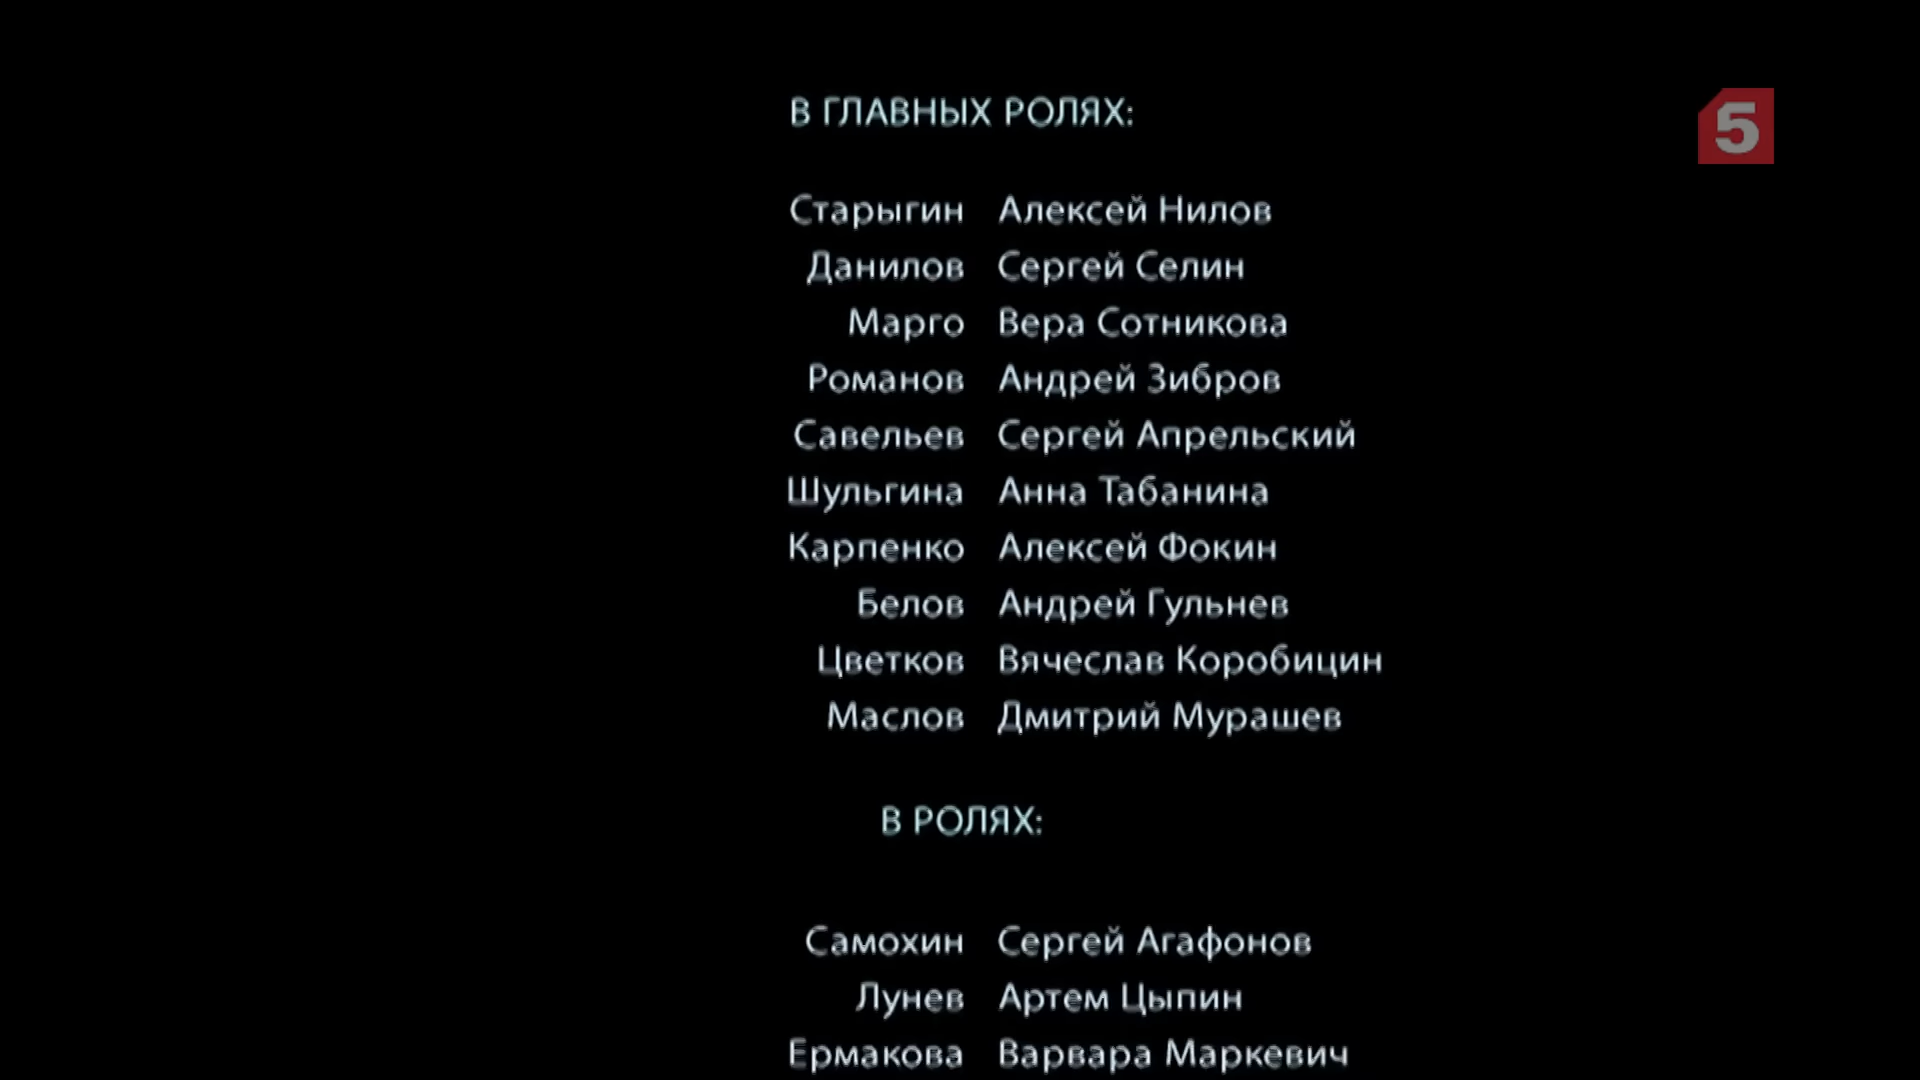 В ГЛАВНЫХ РОЛЯХ:
5
Старыгин Алексей Нилов
Данилов Сергей Селин
Марго Вера Сотникова
Романов Андрей Зибров
Савельев Сергей Апрельский
Шульгина Анна Табанина
Карпенко Алексей Фокин
Белов Андрей Гульнев
Цветков Вячеслав Коробицин
Маслов Дмитрий Мурашев
В РОЛЯХ:
Самохин Сергей Агафонов
Лунев Артем Цыпин
Ермакова Варвара Маркевич